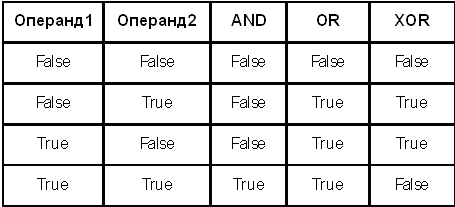 Операнд1 Операнд2 AND OR XOR
False False False False False
False True False True True
True False False True True
True True True True False